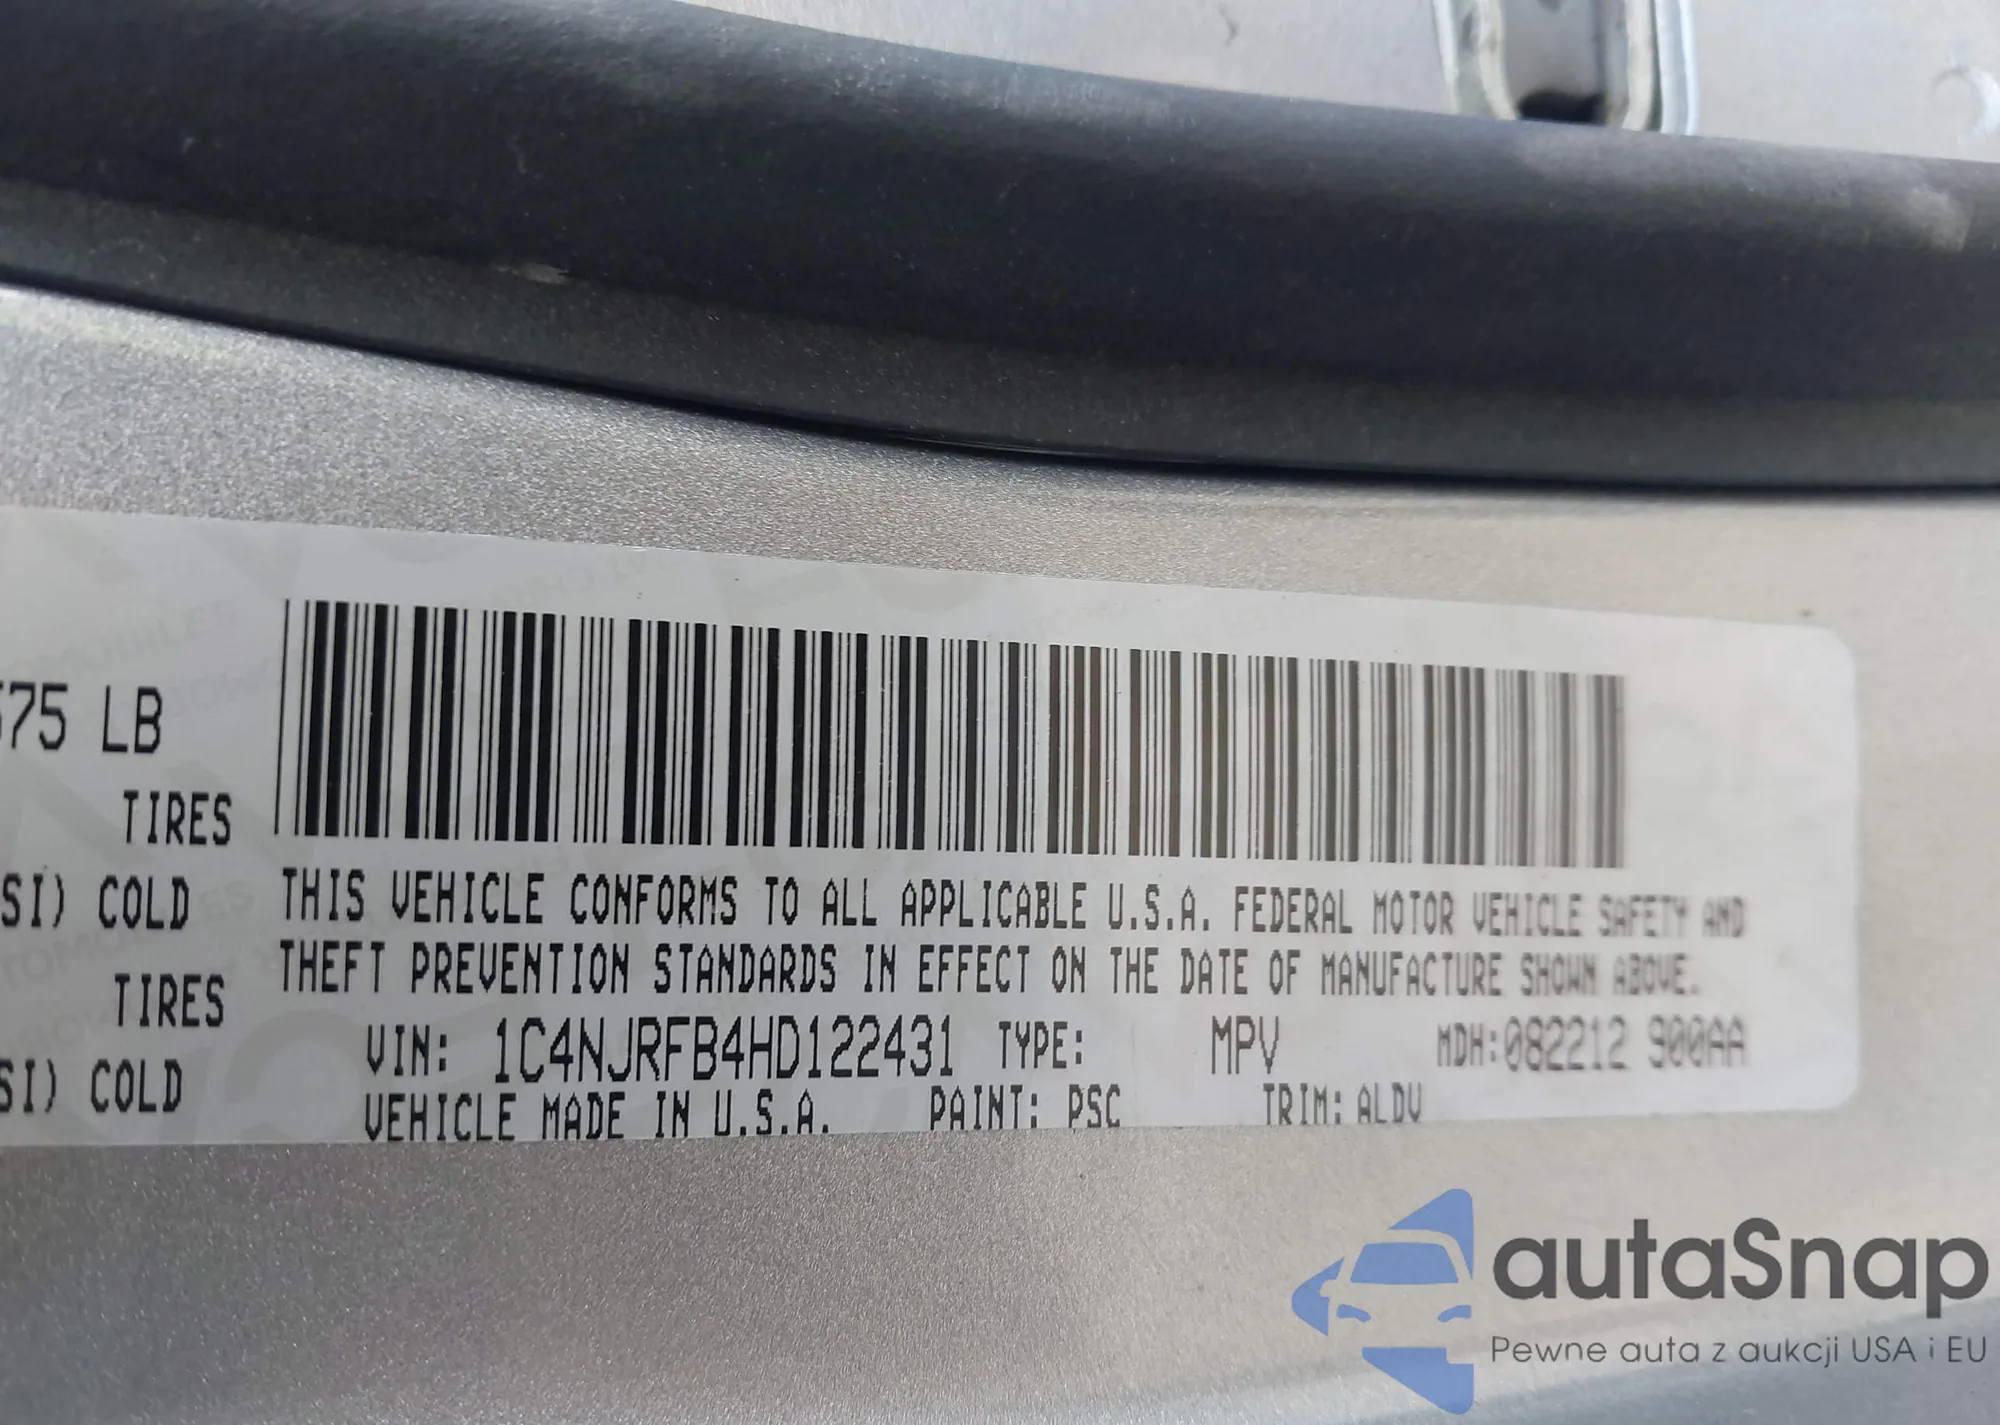 575 LB
TIRES
SI) COLD
TIRES
SI) COLD
THIS VEHICLE CONFORMS TO ALL APPLICABLE U.S.A. FEDERAL MOTOR VEHICLE SAFETY AND
THEFT PREVENTION STANDARDS IN EFFECT ON THE DATE OF MANUFACTURE SHOWN ABOVE.
VIN: 1C4NJRFB4HD122431 TYPE: MPV MDH:082212 900AA
VEHICLE MADE IN U.S.A. PAINT: PSC TRIM: ALDV
autaSnap
Pewne auta z aukcji USA i EU